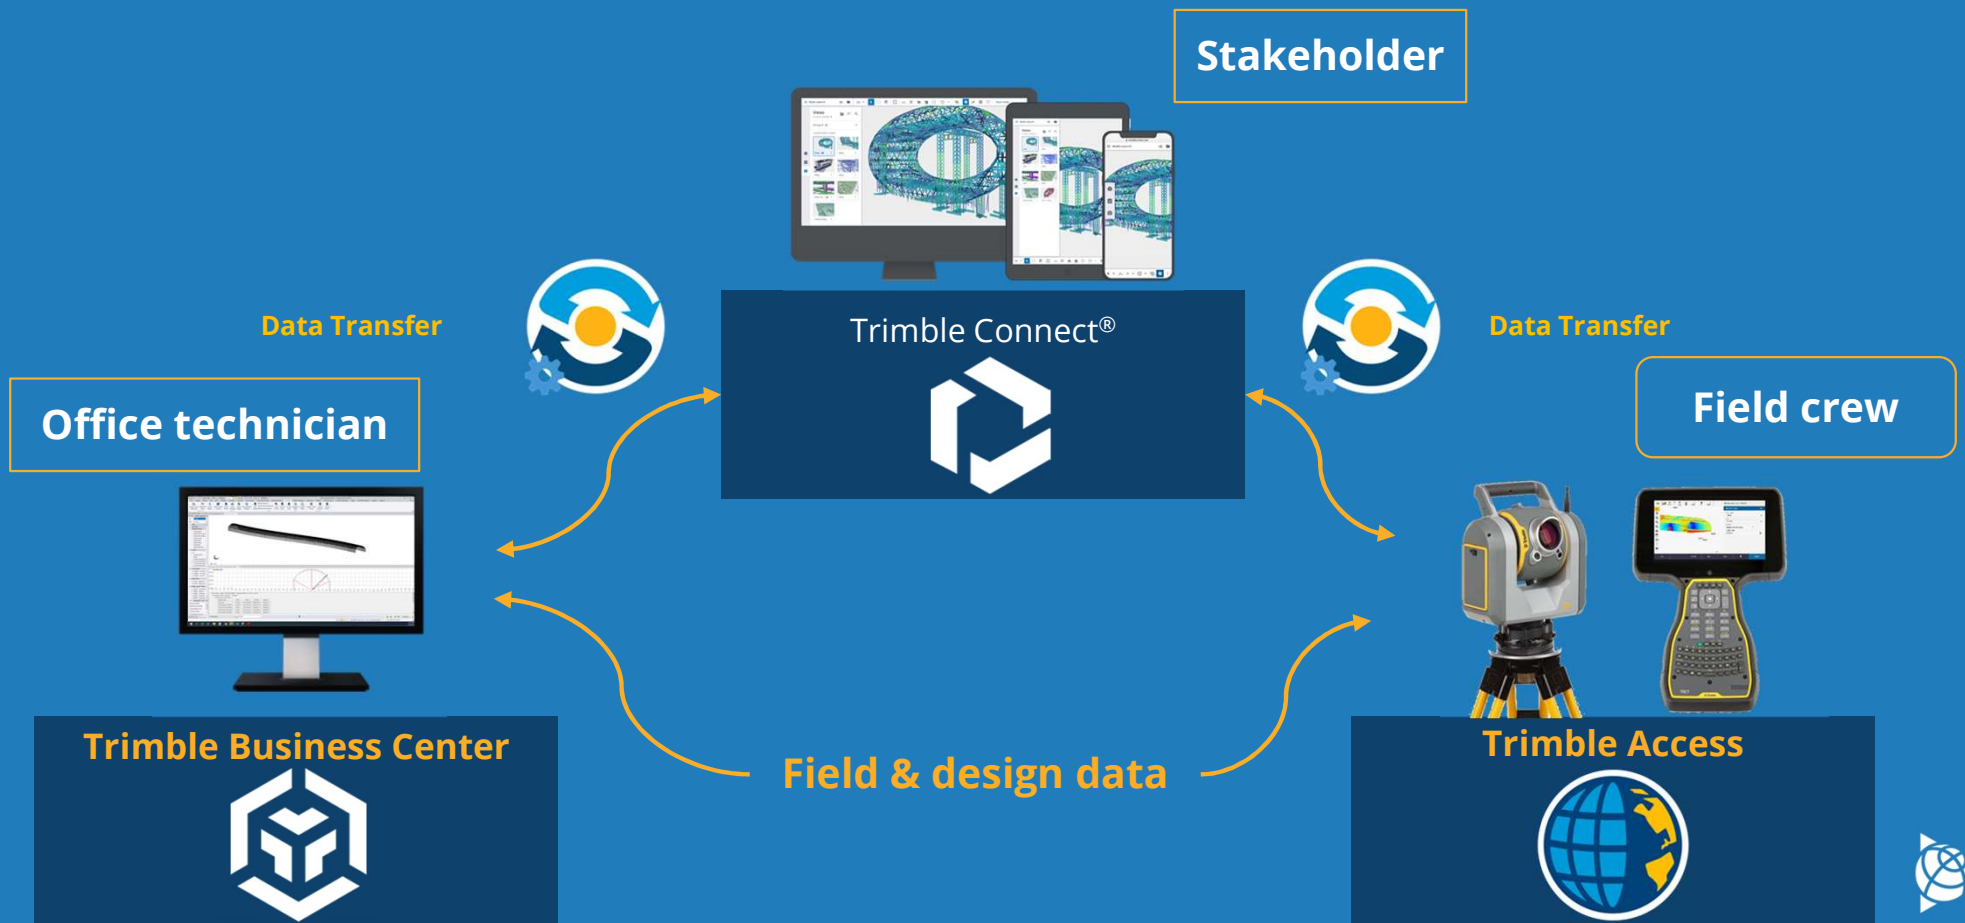 Stakeholder
Trimble Connect®
Data Transfer
Data Transfer
Office technician
Field crew
Trimble Business Center
Field & design data
Trimble Access